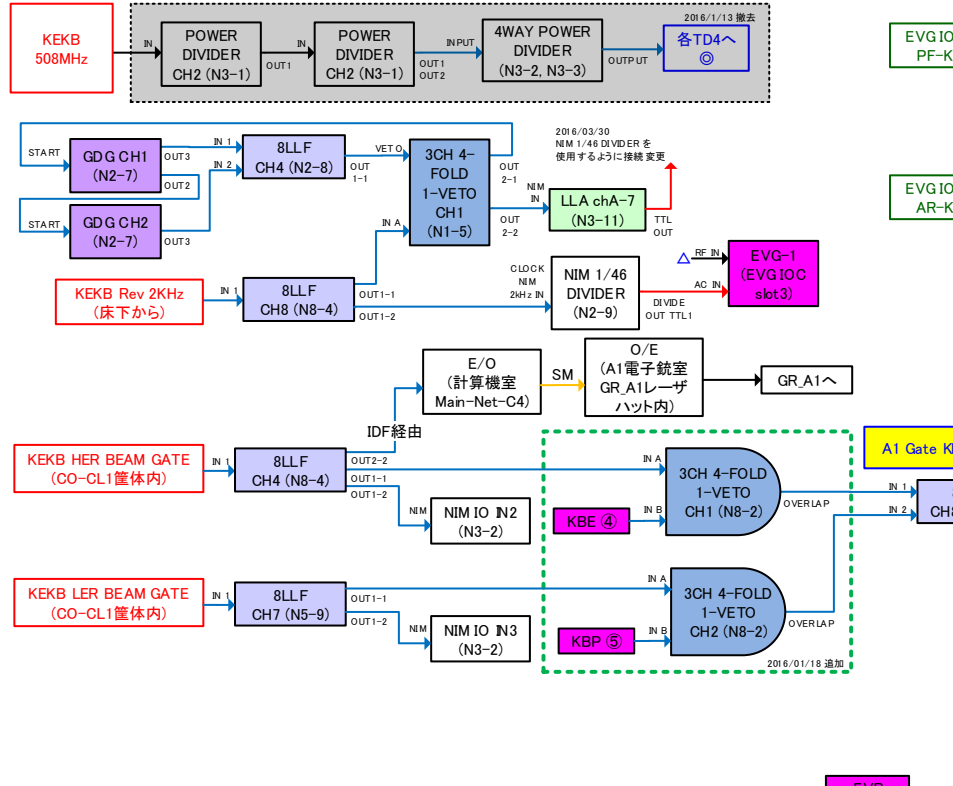 2016/1/13 撤去
KEKB
508MHz
IN
POWER
DIVIDER
CH2 (N3-1)
OUT1
IN
POWER
DIVIDER
CH2 (N3-1)
INPUT
OUT1
OUT2
4WAY POWER
DIVIDER
(N3-2, N3-3)
OUTPUT
各TD4へ
◎
EVG IO
PF-K
START
GDG CH1
(N2-7)
OUT3
OUT2
IN 1
IN 2
8LLF
CH4 (N2-8)
OUT
1-1
VETO
3CH 4-
FOLD
1-VETO
CH1
(N1-5)
IN A
OUT
2-1
OUT
2-2
2016/03/30
NIM 1/46 DIVIDERを
使用するように接続変更
NIM
IN
LLA chA-7
(N3-11)
TTL
OUT
EVG IO
AR-K
START
GDG CH2
(N2-7)
OUT3
△
RF IN
AC IN
EVG-1
(EVG IOC
slot3)
KEKB Rev 2KHz
(床下から)
IN 1
8LLF
CH8 (N8-4)
OUT1-1
OUT1-2
CLOCK
NIM
2kHz IN
NIM 1/46
DIVIDER
(N2-9)
DIVIDE
OUT TTL1
E/O
(計算機室
Main-Net-C4)
SM
O/E
(A1電子銃室
GR_A1レーザ
ハット内)
GR_A1へ
IDF経由
KEKB HER BEAM GATE
(CO-CL1筐体内)
IN 1
8LLF
CH4 (N8-4)
OUT2-2
OUT1-1
OUT1-2
NIM
NIM IO IN2
(N3-2)
IN A
3CH 4-FOLD
1-VETO
CH1 (N8-2)
KBE ④
IN B
OVERLAP
A1 Gate K
IN 1
IN 2
CH8
KEKB LER BEAM GATE
(CO-CL1筐体内)
IN 1
8LLF
CH7 (N5-9)
OUT1-1
OUT1-2
NIM
NIM IO IN3
(N3-2)
IN A
3CH 4-FOLD
1-VETO
CH2 (N8-2)
KBP ⑤
IN B
OVERLAP
2016/01/18 追加